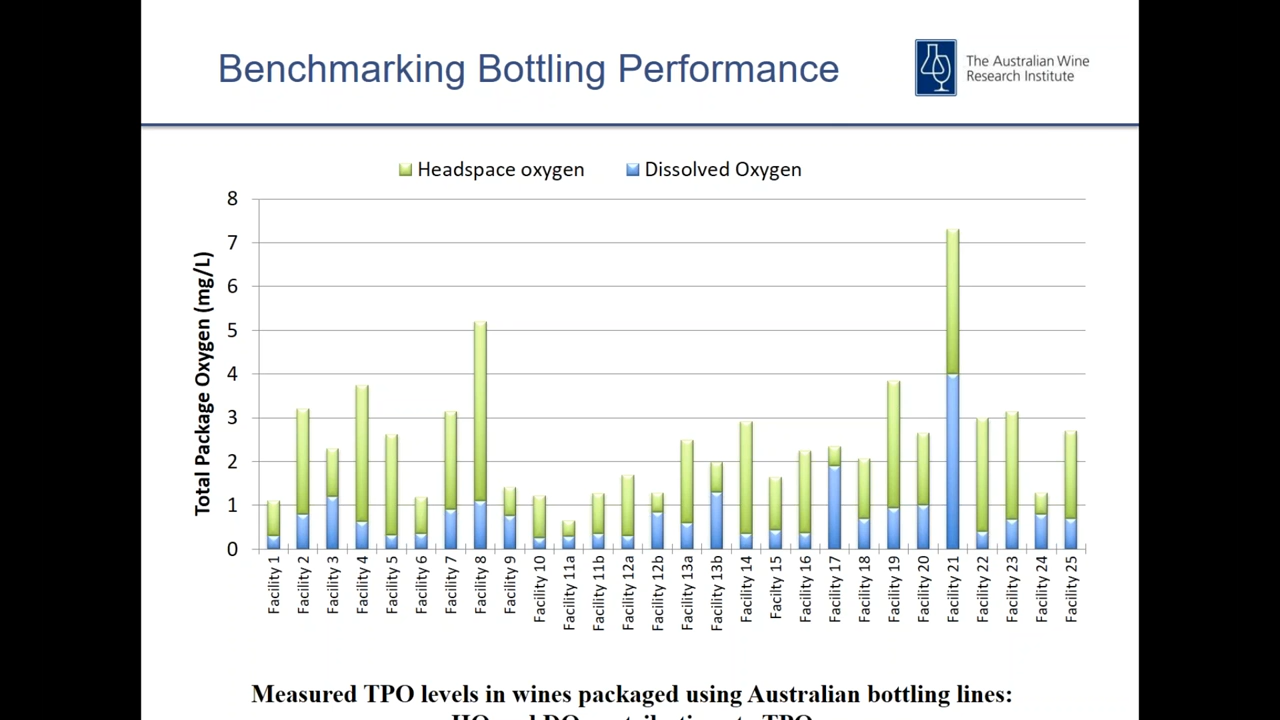 Benchmarking Bottling Performance
The Australian Wine
Research Institute
Headspace oxygen
Dissolved Oxygen
Total Package Oxygen (mg/L)
8
7
6
5
4
3
2
1
0
Facility 1
Facility 2
Facility 3
Facility 4
Facility 5
Facility 6
Facility 7
Facility 8
Facility 9
Facility 10
Facility 11a
Facility 11b
Facility 12a
Facility 12b
Facility 13a
Facility 13b
Facility 14
Facility 15
Facility 16
Facility 17
Facility 18
Facility 19
Facility 20
Facility 21
Facility 22
Facility 23
Facility 24
Facility 25
Measured TPO levels in wines packaged using Australian bottling lines: